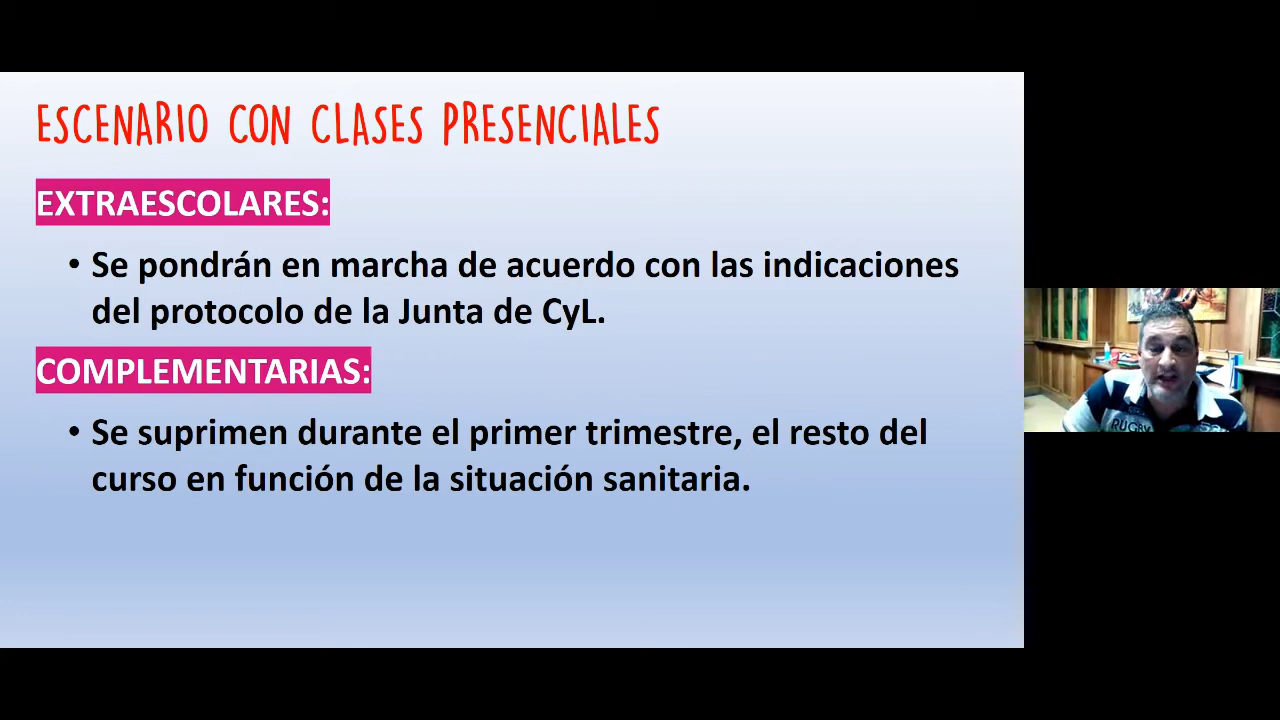 ESCENARIO CON CLASES PRESENCIALES
EXTRAESCOLARES:
• Se pondrán en marcha de acuerdo con las indicaciones
del protocolo de la Junta de CyL.
COMPLEMENTARIAS:
• Se suprimen durante el primer trimestre, el resto del
curso en función de la situación sanitaria.
RUGBY